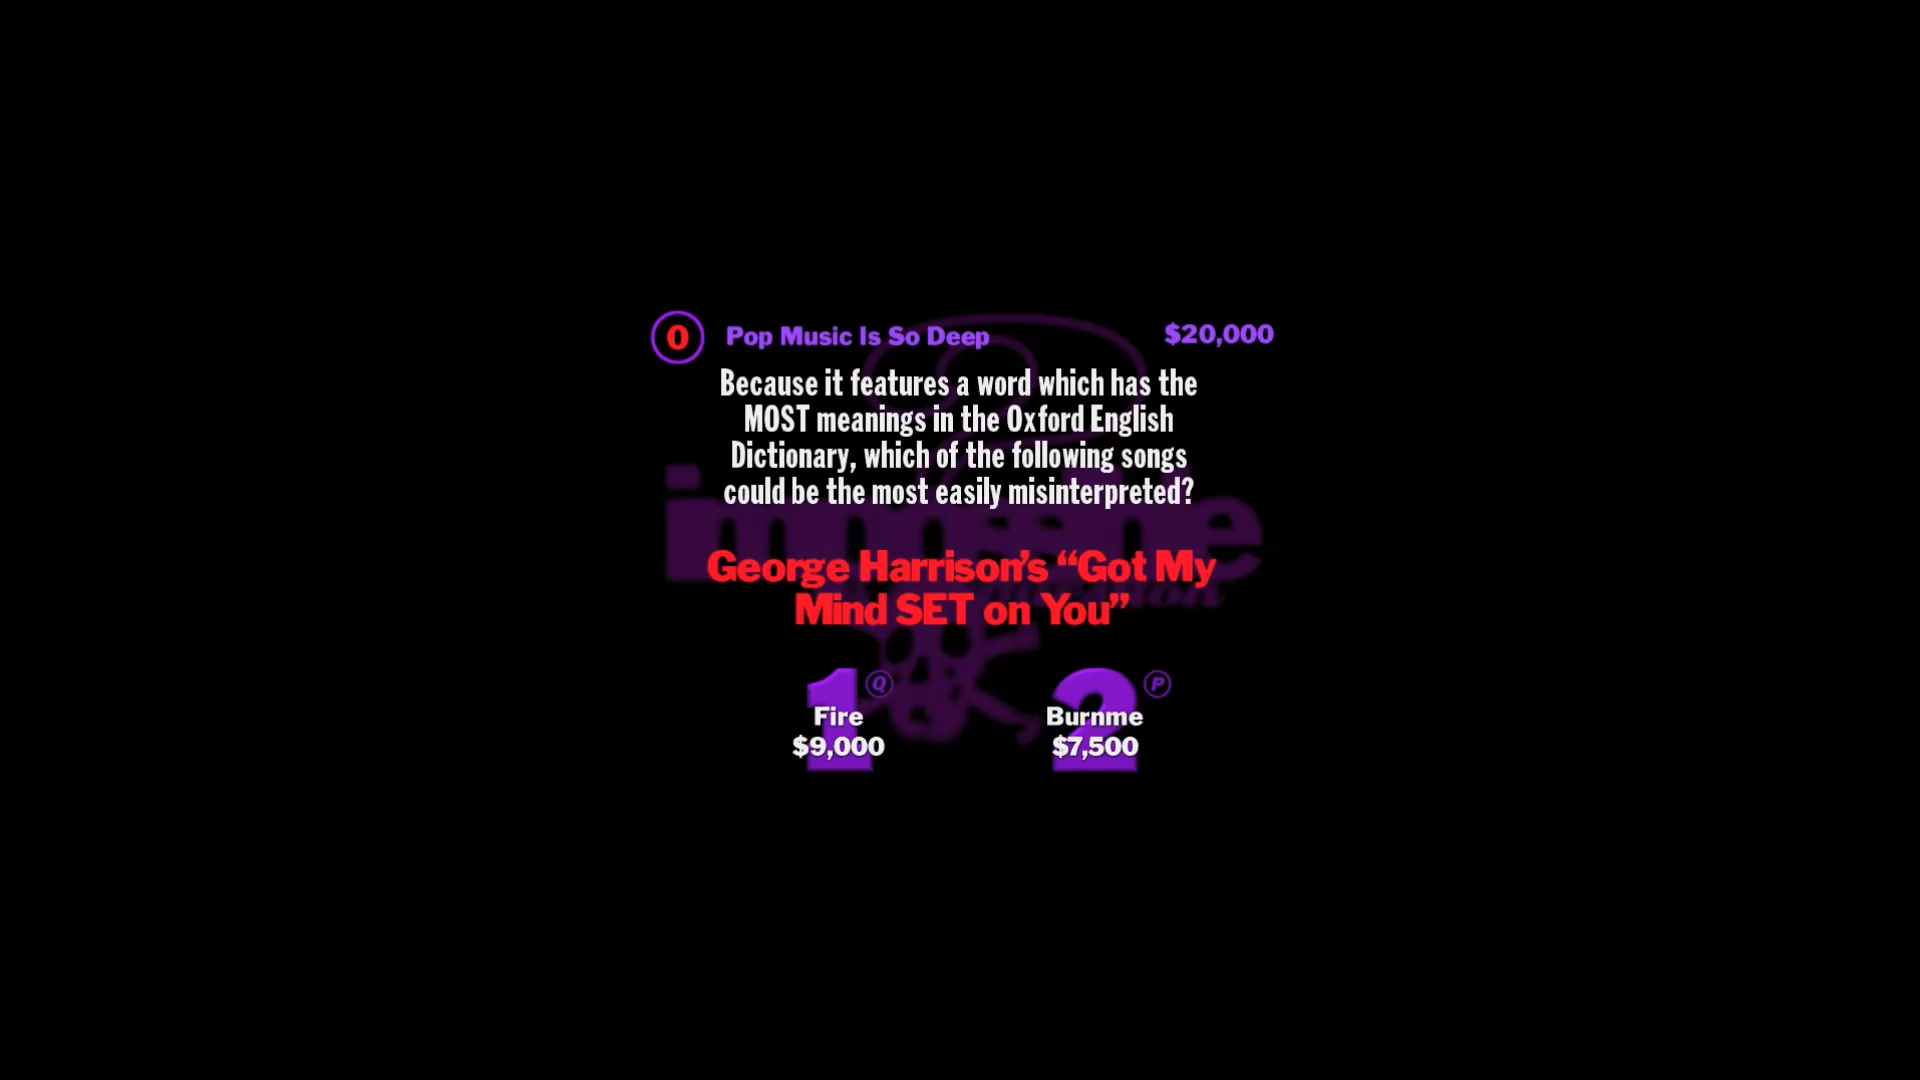 0 Pop Music Is So Deep $20,000
Because it features a word which has the
MOST meanings in the Oxford English
Dictionary, which of the following songs
could be the most easily misinterpreted?
George Harrison's “Got My
Mind SET on You”
1 Q 2 P
Fire Burnme
$9,000 $7,500